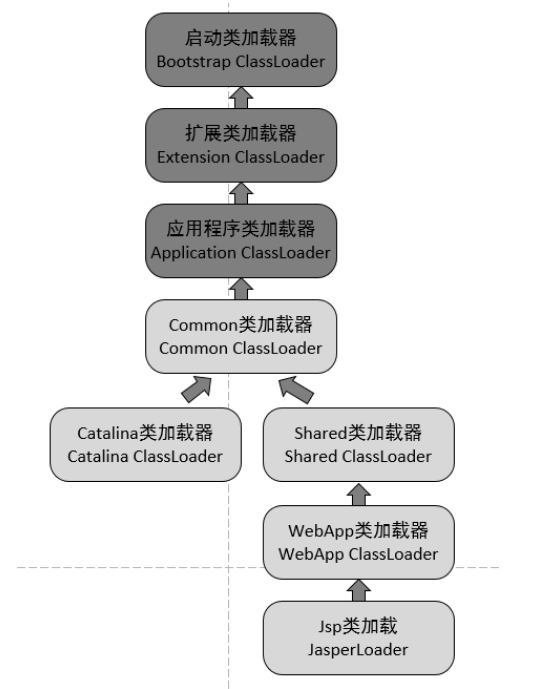 启动类加载器
Bootstrap ClassLoader
扩展类加载器
Extension ClassLoader
应用程序类加载器
Application ClassLoader
Common类加载器
Common ClassLoader
Catalina类加载器
Catalina ClassLoader
Shared类加载器
Shared ClassLoader
WebApp类加载器
WebApp ClassLoader
Jsp类加载
JasperLoader